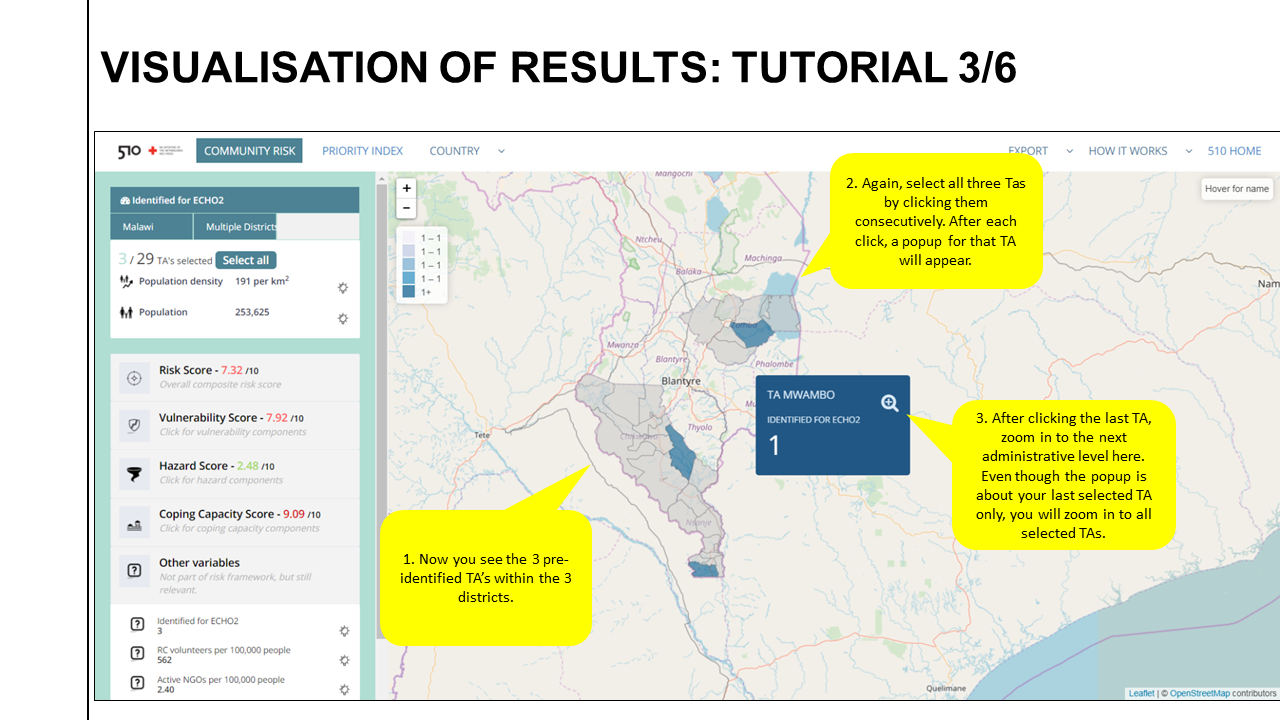 VISUALISATION OF RESULTS: TUTORIAL 3/6
510
COMMUNITY RISK
PRIORITY INDEX
COUNTRY
EXPORT
HOW IT WORKS
510 HOME
Identified for ECHO2
Malawi
Multiple Districts
3 / 29 TA's selected
Select all
Population density 191 per km²
Population 253,625
Risk Score - 7.32 /10
Overall composite risk score
Vulnerability Score - 7.92 /10
Click for vulnerability components
Hazard Score - 2.48 /10
Click for hazard components
Coping Capacity Score - 9.09 /10
Click for coping capacity components
Other variables
Not part of risk framework, but still
relevant.
Identified for ECHO2
3
RC volunteers per 100,000 people
562
Active NGOs per 100,000 people
2.40
+
−
1 – 1
1 – 1
1 – 1
1 – 1
1+
Hover for name
Mangochi
Ntcheu
Balaka
Machinga
Zomba
Mwanza
Blantyre
Phalombe
Blantyre
Mu
Thyolo
Chikwawa
Tete
Nsanje
Nam
Quelimane
2. Again, select all three Tas
by clicking them
consecutively. After each
click, a popup for that TA
will appear.
TA MWAMBO
IDENTIFIED FOR ECHO2
1
3. After clicking the last TA,
zoom in to the next
administrative level here.
Even though the popup is
about your last selected TA
only, you will zoom in to all
selected TAs.
1. Now you see the 3 pre-
identified TA's within the 3
districts.
Leaflet | © OpenStreetMap contributors